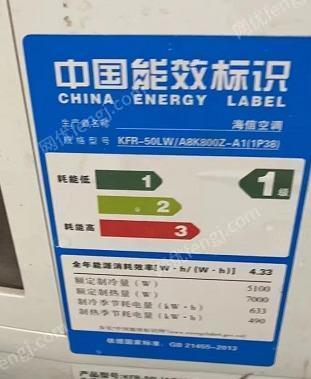 中国能效标识
CHINA ENERGY LABEL
生产者名称 海信空调
规格型号 KFR-50LW/A8K800Z-A1(1P38)
耗能低 1 1级
2
耗能高 3
全年能源消耗效率[W·h/(W·h)] 4.33
额定制冷量(W) 5100
额定制热量(W) 7000
制冷季节耗电量(kW·h) 633
制热季节耗电量(kW·h) 490
依据国家标准: GB 21455-2013